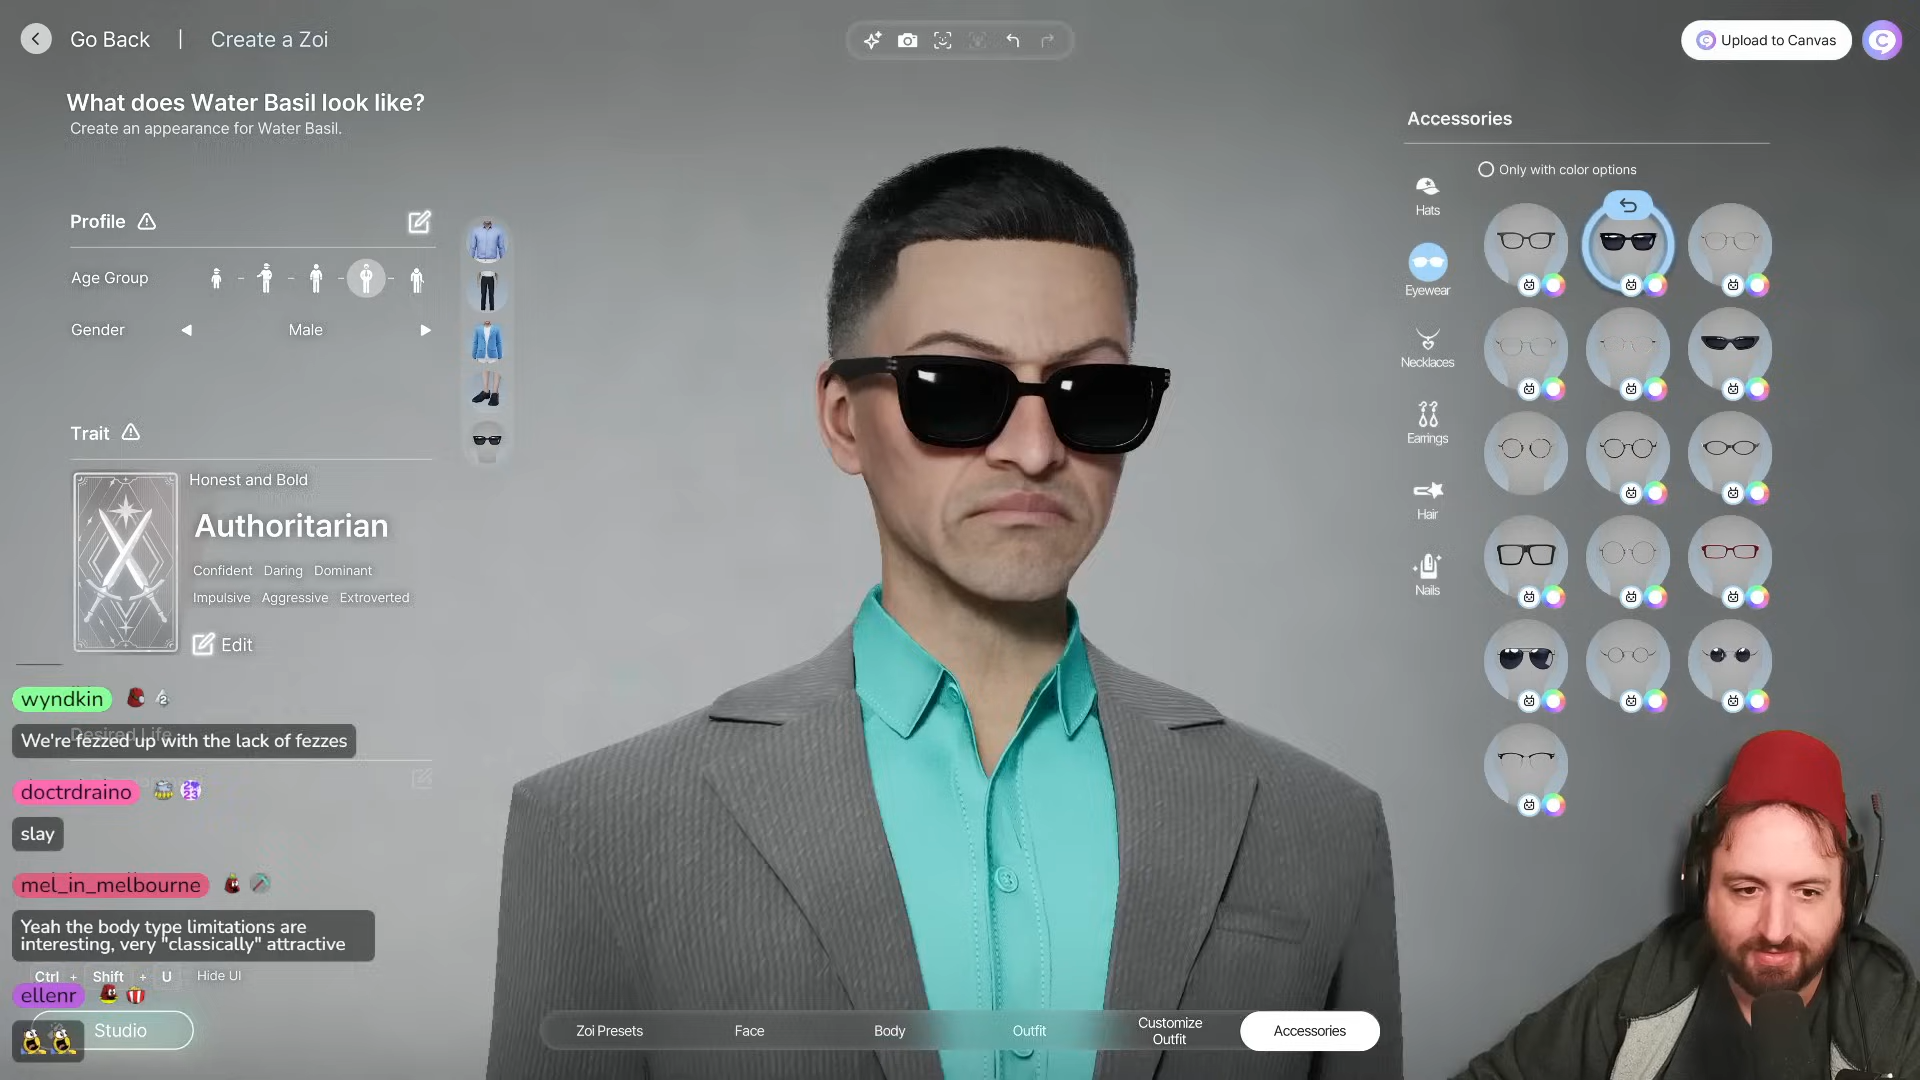 Go Back | Create a Zoi
Upload to Canvas
What does Water Basil look like?
Create an appearance for Water Basil.
Profile
Age Group
Gender
Male
Trait
Honest and Bold
Authoritarian
Confident Daring Dominant
Impulsive Aggressive Extroverted
Edit
wyndkin
Desired Life
We're fezzed up with the lack of fezzes
doctrdraino
23
slay
mel_in_melbourne
Yeah the body type limitations are
interesting, very "classically" attractive
Ctrl + Shift + U Hide UI
ellenr
Studio
Accessories
Only with color options
Hats
Eyewear
Necklaces
Earrings
Hair
Nails
Zoi Presets
Face
Body
Outfit
Customize
Outfit
Accessories